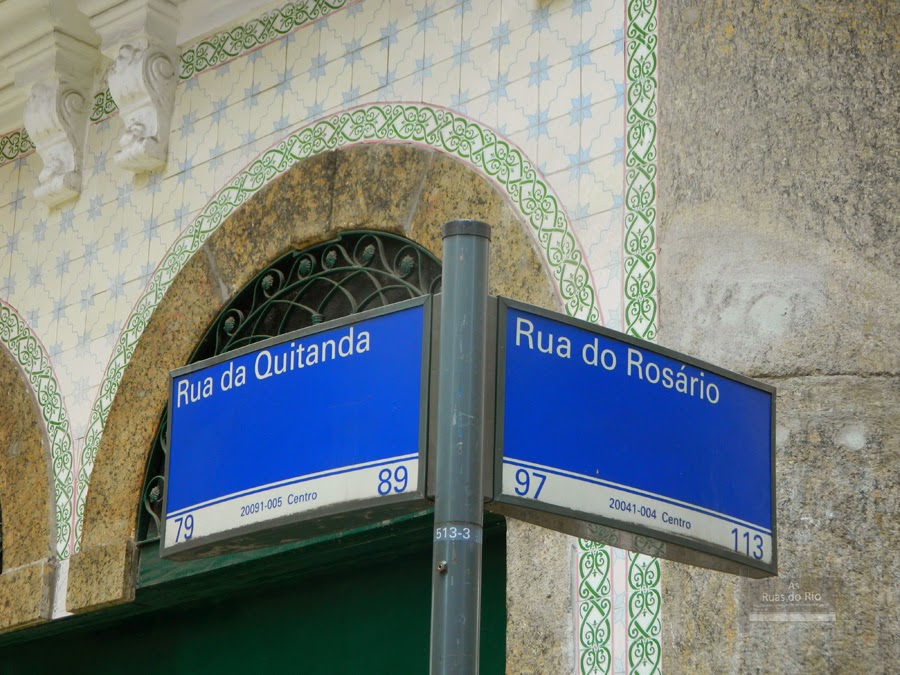 Rua da Quitanda
79
20091-005 Centro
89
Rua do Rosário
97
20041-004 Centro
113
513-3
As
Ruas do Rio